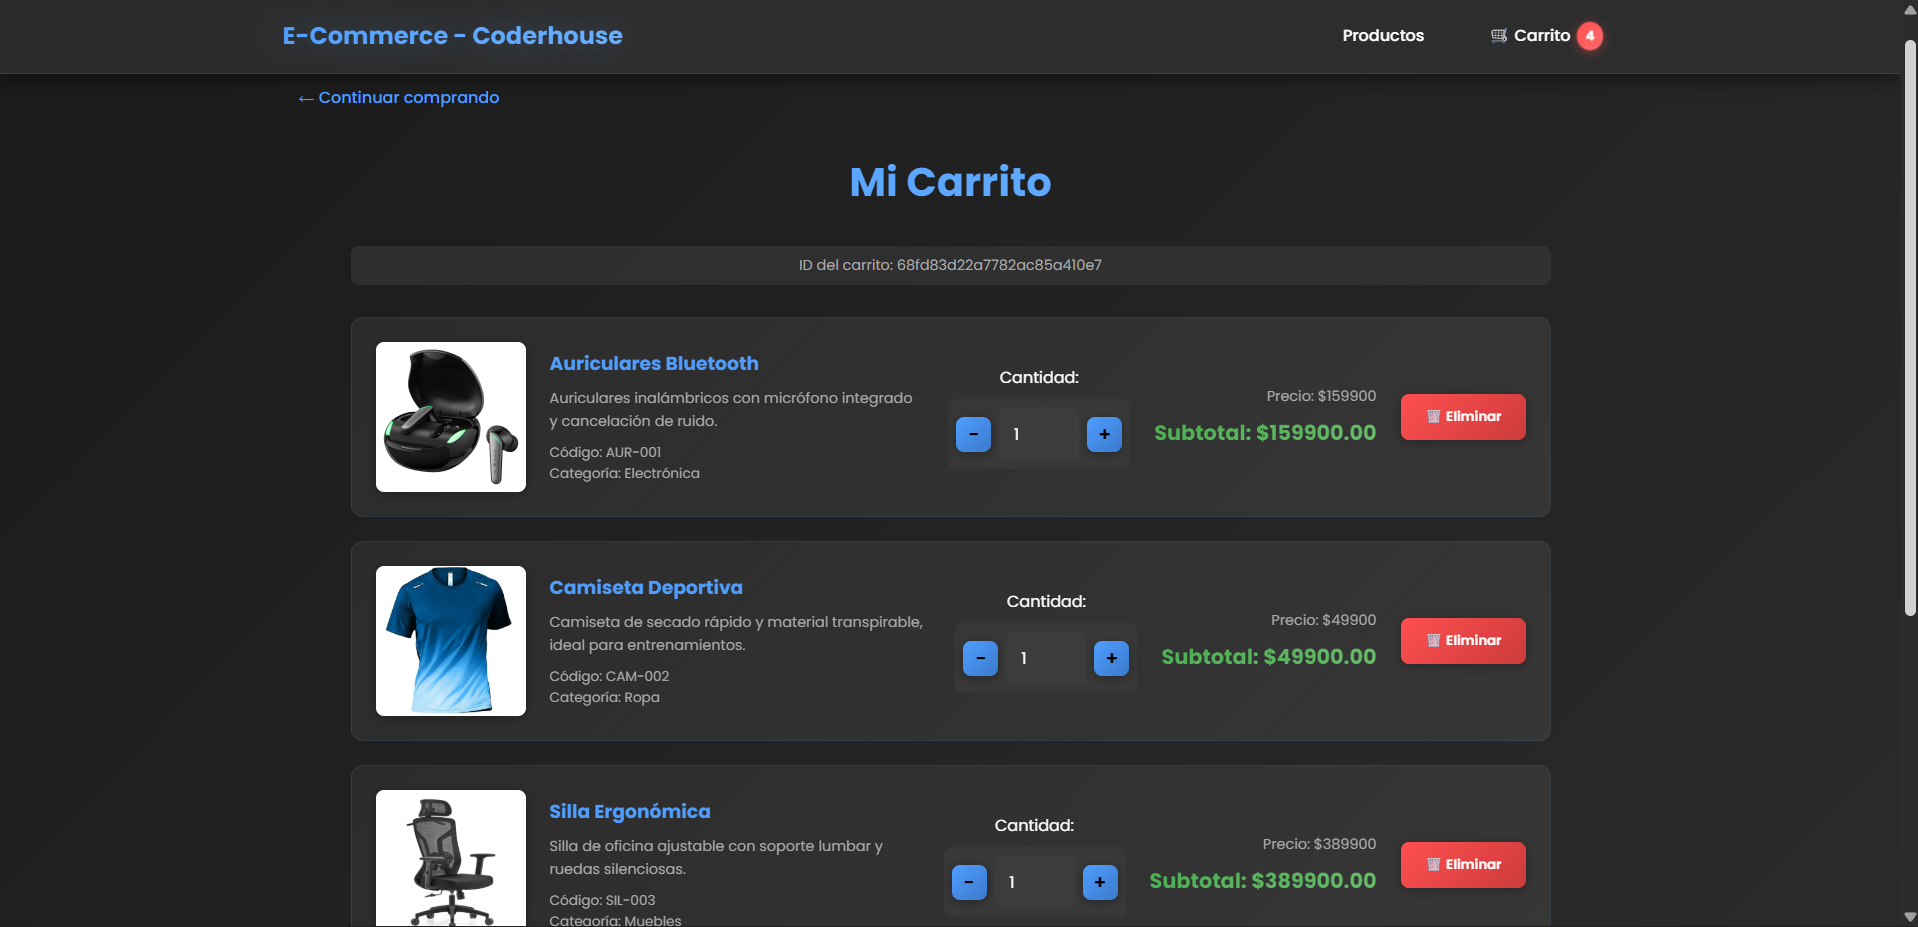 E-Commerce - Coderhouse
Productos
Carrito 4
← Continuar comprando
Mi Carrito
ID del carrito: 68fd83d22a7782ac85a410e7
Auriculares Bluetooth
Auriculares inalámbricos con micrófono integrado
y cancelación de ruido.
Código: AUR-001
Categoría: Electrónica
Cantidad:
- 1 +
Precio: $159900
Subtotal: $159900.00
Eliminar
Camiseta Deportiva
Camiseta de secado rápido y material transpirable,
ideal para entrenamientos.
Código: CAM-002
Categoría: Ropa
Cantidad:
- 1 +
Precio: $49900
Subtotal: $49900.00
Eliminar
Silla Ergonómica
Silla de oficina ajustable con soporte lumbar y
ruedas silenciosas.
Código: SIL-003
Categoría: Muebles
Cantidad:
- 1 +
Precio: $389900
Subtotal: $389900.00
Eliminar